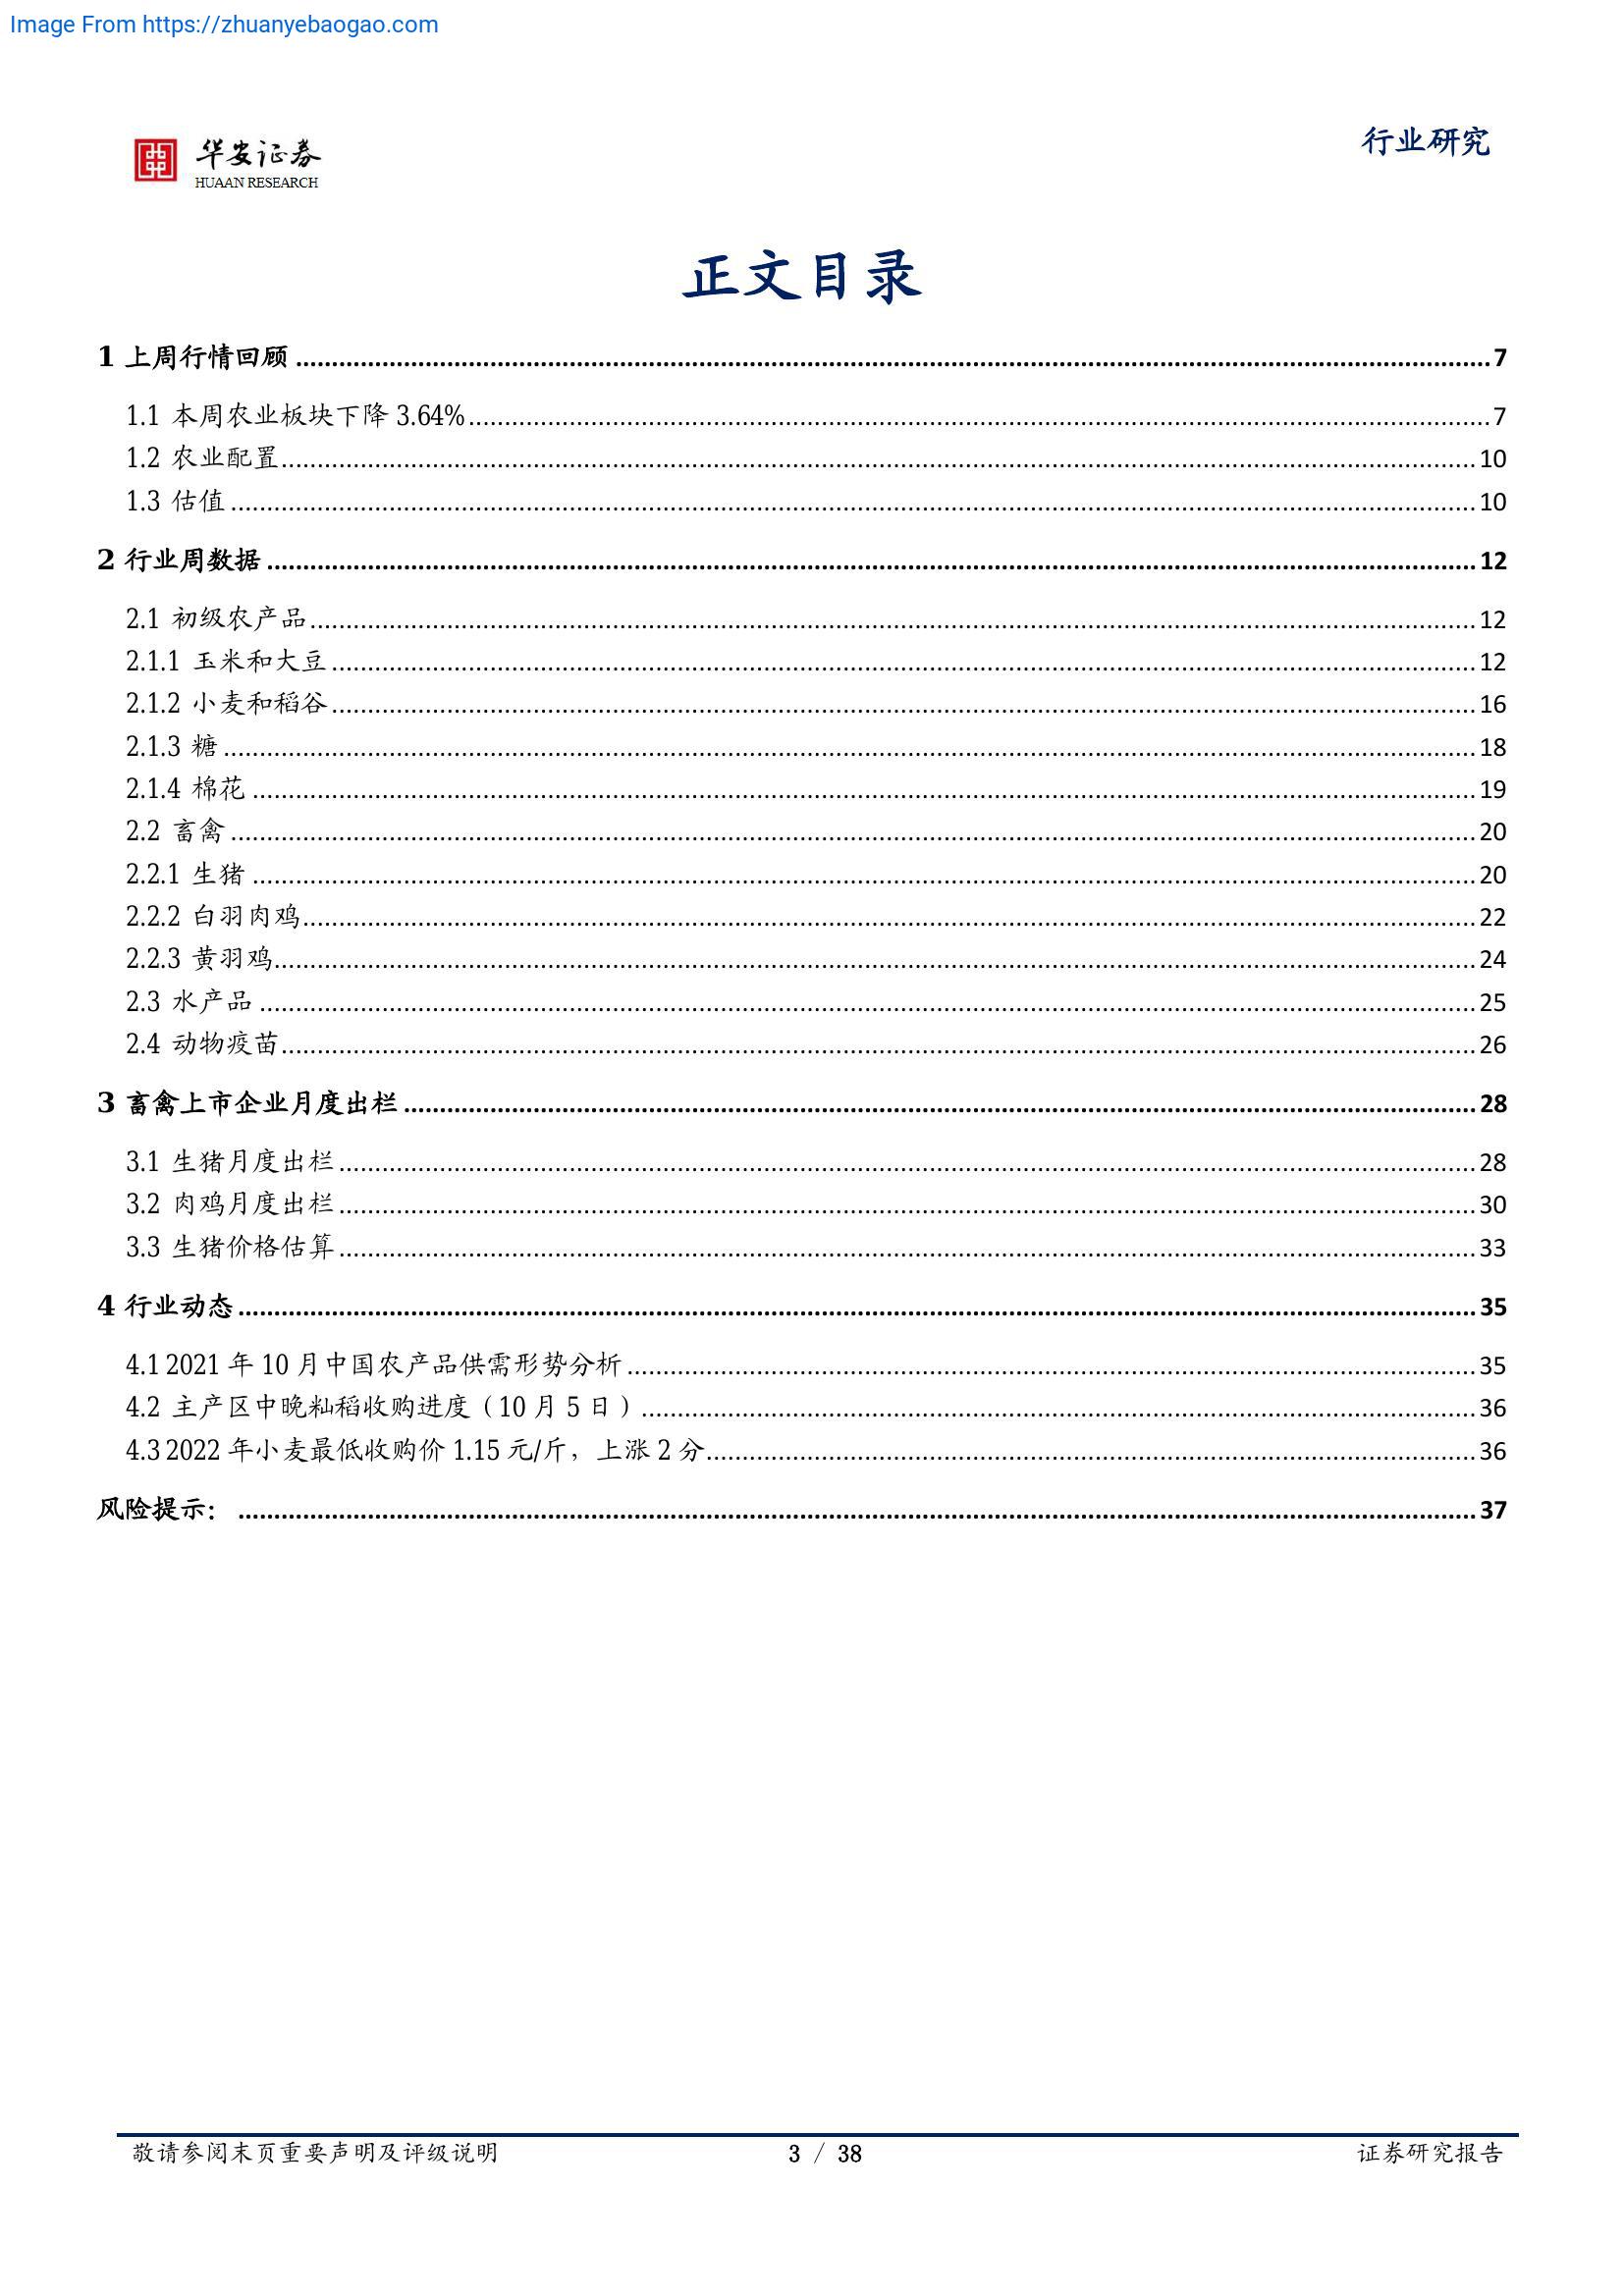 Image From https://zhuanyebaogao.com
华安证券
HUAAN RESEARCH
行业研究
正文目录
1 上周行情回顾 ........ 7
1.1 本周农业板块下降 3.64% ........ 7
1.2 农业配置 ........ 10
1.3 估值 ........ 10
2 行业周数据 ........ 12
2.1 初级农产品 ........ 12
2.1.1 玉米和大豆 ........ 12
2.1.2 小麦和稻谷 ........ 16
2.1.3 糖 ........ 18
2.1.4 棉花 ........ 19
2.2 畜禽 ........ 20
2.2.1 生猪 ........ 20
2.2.2 白羽肉鸡 ........ 22
2.2.3 黄羽鸡 ........ 24
2.3 水产品 ........ 25
2.4 动物疫苗 ........ 26
3 畜禽上市企业月度出栏 ........ 28
3.1 生猪月度出栏 ........ 28
3.2 肉鸡月度出栏 ........ 30
3.3 生猪价格估算 ........ 33
4 行业动态 ........ 35
4.1 2021 年 10 月中国农产品供需形势分析 ........ 35
4.2 主产区中晚籼稻收购进度（10 月 5 日） ........ 36
4.3 2022 年小麦最低收购价 1.15 元/斤，上涨 2 分 ........ 36
风险提示： ........ 37
敬请参阅末页重要声明及评级说明 3 / 38 证券研究报告